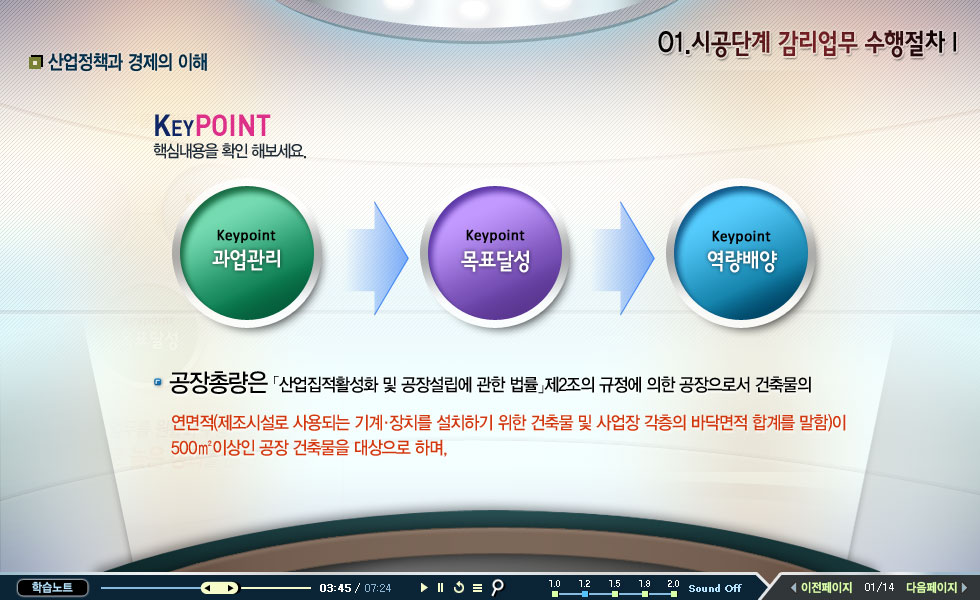 01.시공단계 감리업무 수행절차 I
산업정책과 경제의 이해
KEYPOINT
핵심내용을 확인 해보세요.
Keypoint
과업관리
Keypoint
목표달성
Keypoint
역량배양
공장총량은 「산업집적활성화 및 공장설립에 관한 법률」제2조의 규정에 의한 공장으로서 건축물의
연면적(제조시설로 사용되는 기계·장치를 설치하기 위한 건축물 및 사업장 각층의 바닥면적 합계를 말함)이
500㎡이상인 공장 건축물을 대상으로 하며,
학습노트
03:45 / 07:24
1.0 1.2 1.5 1.8 2.0
Sound Off
이전페이지 01/14 다음페이지